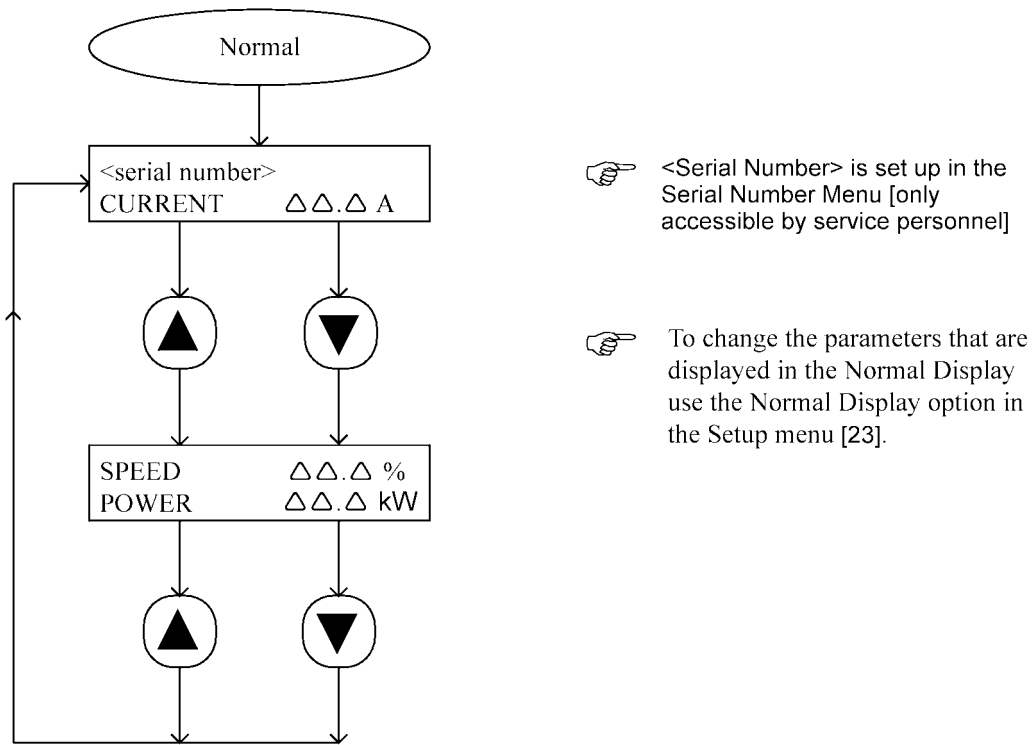 Normal
<serial number>
CURRENT △△.△ A
SPEED △△.△ %
POWER △△.△ kW
<Serial Number> is set up in the
Serial Number Menu [only
accessible by service personnel]
To change the parameters that are
displayed in the Normal Display
use the Normal Display option in
the Setup menu [23].